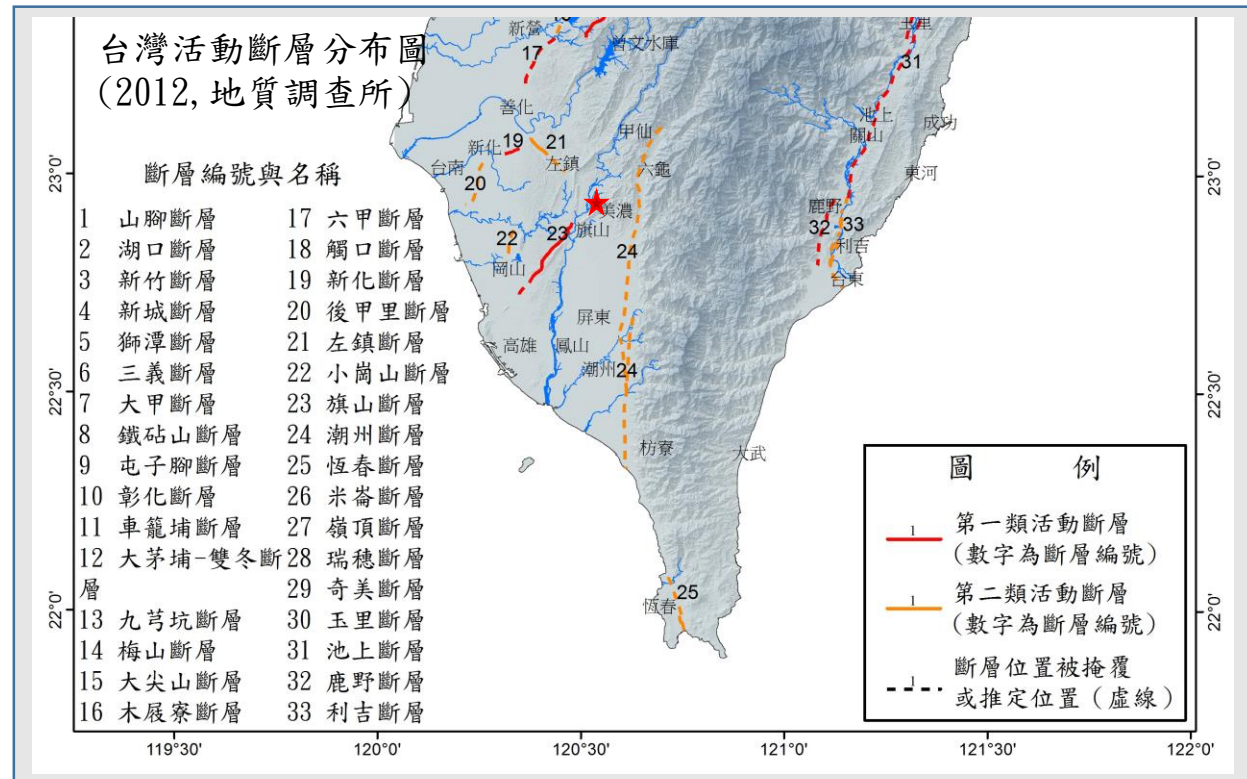 台灣活動斷層分布圖
(2012,地質調查所)
斷層編號與名稱
1 山腳斷層
2 湖口斷層
3 新竹斷層
4 新城斷層
5 獅潭斷層
6 三義斷層
7 大甲斷層
8 鐵砧山斷層
9 屯子腳斷層
10 彰化斷層
11 車籠埔斷層
12 大茅埔-雙冬斷
層
13 九芎坑斷層
14 梅山斷層
15 大尖山斷層
16 木屐寮斷層
17 六甲斷層
18 觸口斷層
19 新化斷層
20 後甲里斷層
21 左鎮斷層
22 小崗山斷層
23 旗山斷層
24 潮州斷層
25 恆春斷層
26 米崙斷層
27 嶺頂斷層
28 瑞穗斷層
29 奇美斷層
30 玉里斷層
31 池上斷層
32 鹿野斷層
33 利吉斷層
新營
曾文水庫
17
31
善化
甲仙
池上
關山
成功
新化
19
21
左鎮
台南
20
六龜
東河
美濃
旗山
鹿野
22
23
24
32
33
岡山
利吉
台東
屏東
高雄
鳳山
潮州
24
枋寮
大武
恆春
25
圖 例
1
第一類活動斷層
(數字為斷層編號)
1
第二類活動斷層
(數字為斷層編號)
1
斷層位置被掩覆
或推定位置(虛線)
23°0'
22°30'
22°0'
23°0'
22°30'
22°0'
119°30'
120°0'
120°30'
121°0'
121°30'
122°0'